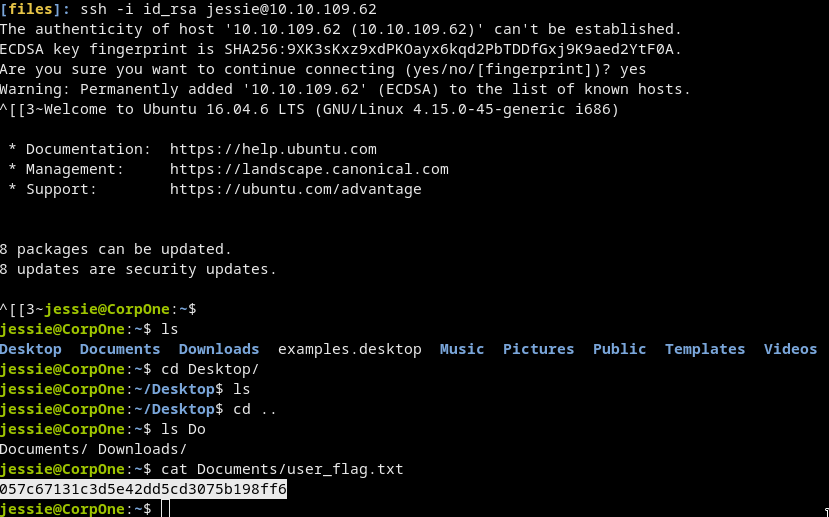 [files]: ssh -i id_rsa jessie@10.10.109.62
The authenticity of host '10.10.109.62 (10.10.109.62)' can't be established.
ECDSA key fingerprint is SHA256:9XK3sKxz9xdPKOayx6kqd2PbTDDfGxj9K9aed2YtF0A.
Are you sure you want to continue connecting (yes/no/[fingerprint])? yes
Warning: Permanently added '10.10.109.62' (ECDSA) to the list of known hosts.
^[[3~Welcome to Ubuntu 16.04.6 LTS (GNU/Linux 4.15.0-45-generic i686)
* Documentation:  https://help.ubuntu.com
* Management:     https://landscape.canonical.com
* Support:        https://ubuntu.com/advantage
8 packages can be updated.
8 updates are security updates.
^[[3~jessie@CorpOne:~$
jessie@CorpOne:~$ ls
Desktop  Documents  Downloads  examples.desktop  Music  Pictures  Public  Templates  Videos
jessie@CorpOne:~$ cd Desktop/
jessie@CorpOne:~/Desktop$ ls
jessie@CorpOne:~/Desktop$ cd ..
jessie@CorpOne:~$ ls Do
Documents/ Downloads/
jessie@CorpOne:~$ cat Documents/user_flag.txt
057c67131c3d5e42dd5cd3075b198ff6
jessie@CorpOne:~$